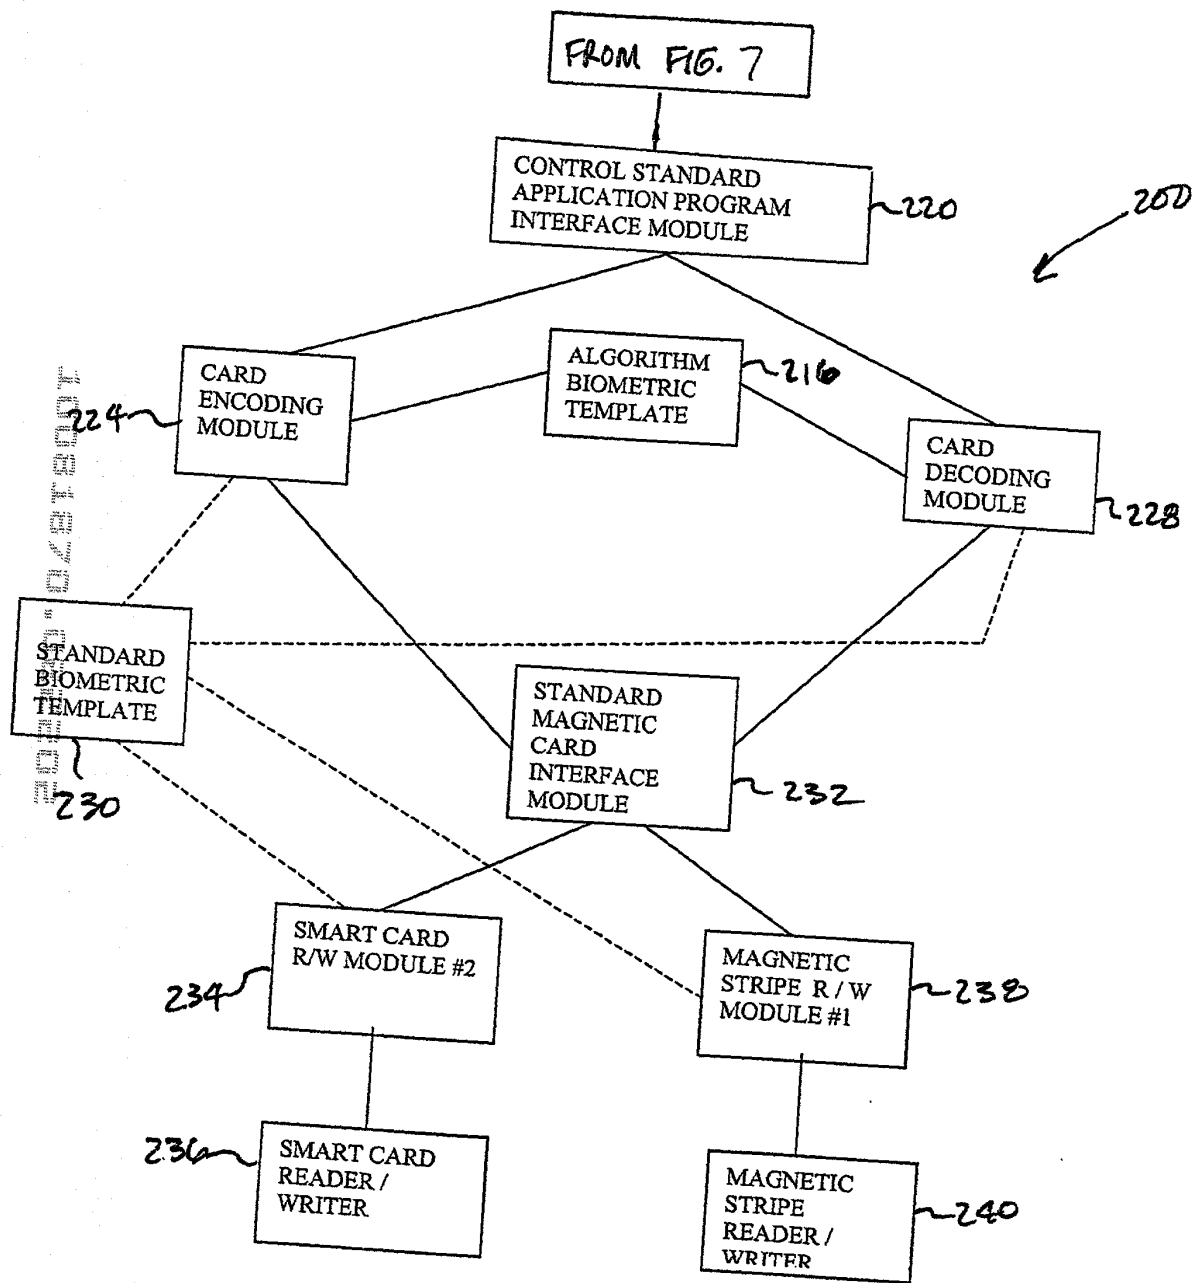 FROM FIG. 7
CONTROL STANDARD
APPLICATION PROGRAM
INTERFACE MODULE
220
200
CARD
ENCODING
MODULE
224
ALGORITHM
BIOMETRIC
TEMPLATE
216
CARD
DECODING
MODULE
228
STANDARD
BIOMETRIC
TEMPLATE
230
STANDARD
MAGNETIC
CARD
INTERFACE
MODULE
232
SMART CARD
R/W MODULE #2
234
MAGNETIC
STRIPE R / W
MODULE #1
238
236
SMART CARD
READER /
WRITER
MAGNETIC
STRIPE
READER /
WRITER
240